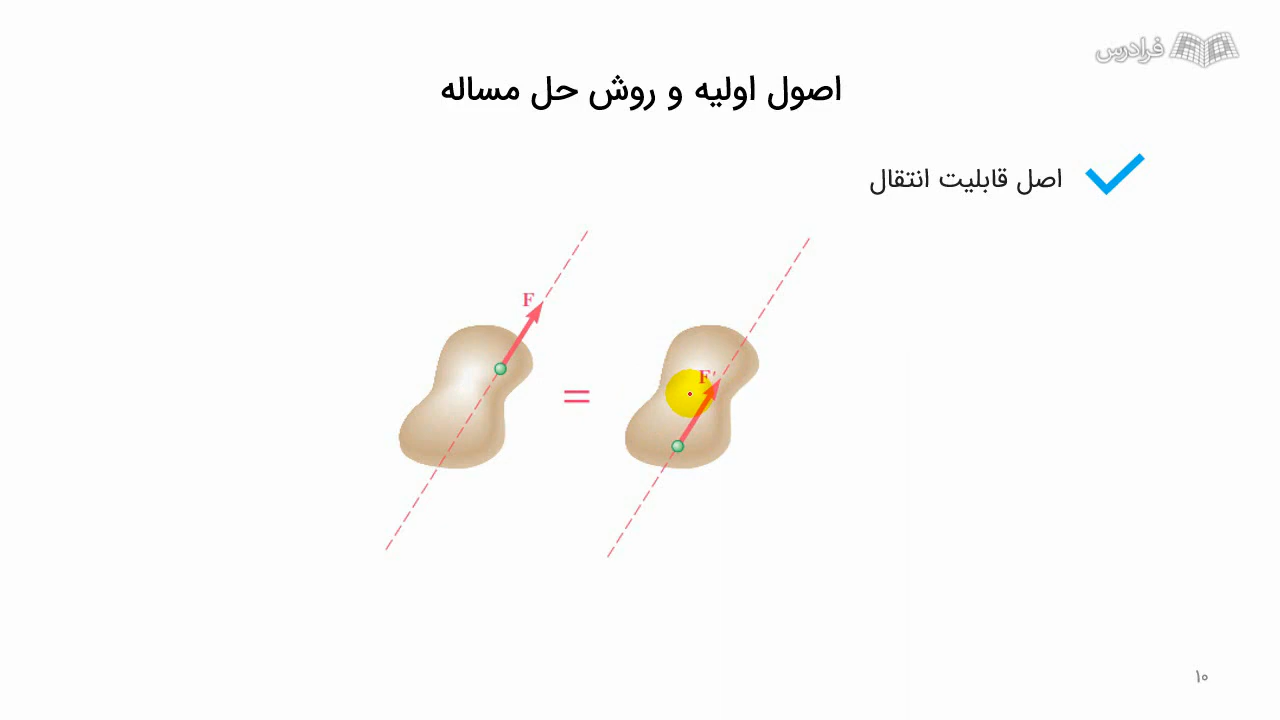 فرادرس
اصول اولیه و روش حل مساله
اصل قابلیت انتقال
F
=
F′
۱۰